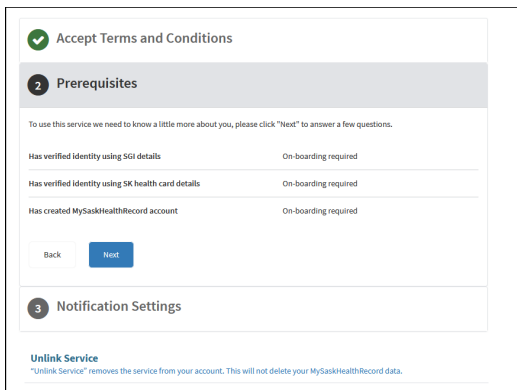 Accept Terms and Conditions
2 Prerequisites
To use this service we need to know a little more about you, please click "Next" to answer a few questions.
Has verified identity using SGI details On-boarding required
Has verified identity using SK health card details On-boarding required
Has created MySaskHealthRecord account On-boarding required
Back Next
3 Notification Settings
Unlink Service
"Unlink Service" removes the service from your account. This will not delete your MySaskHealthRecord data.